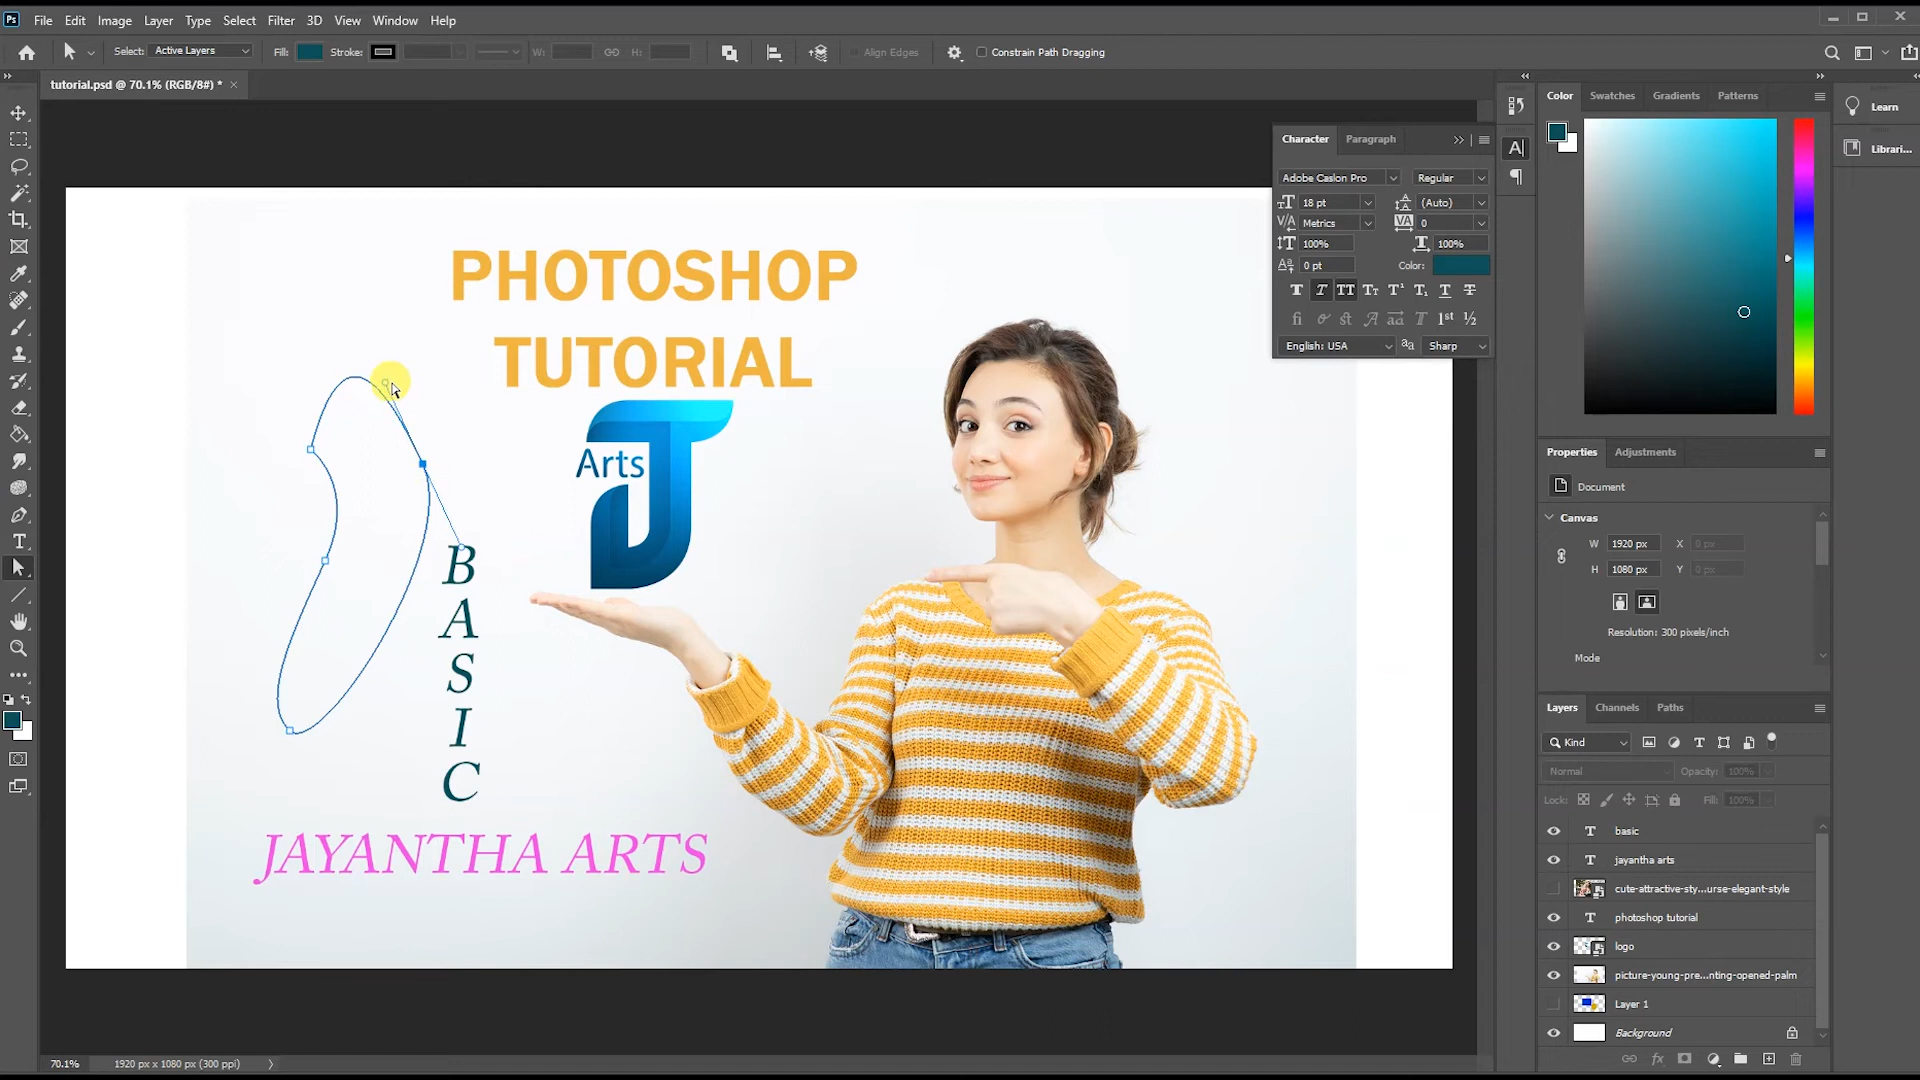 Ps File Edit Image Layer Type Select Filter 3D View Window Help
Select: Active Layers Fill: Stroke: W: H: Align Edges Constrain Path Dragging
tutorial.psd @ 70.1% (RGB/8#) *
PHOTOSHOP
TUTORIAL
Arts
B
A
S
I
C
JAYANTHA ARTS
Character Paragraph
Adobe Caslon Pro Regular
18 pt (Auto)
Metrics 0
100% 100%
0 pt Color:
English: USA Sharp
Color Swatches Gradients Patterns
Learn
Librari...
Properties Adjustments
Document
Canvas
W 1920 px X 0 px
H 1080 px Y 0 px
Resolution: 300 pixels/inch
Mode
Layers Channels Paths
Kind
Normal Opacity: 100%
Lock: Fill: 100%
basic
jayantha arts
cute-attractive-sty...urse-elegant-style
photoshop tutorial
logo
picture-young-pre...nting-opened-palm
Layer 1
Background
70.1% 1920 px x 1080 px (300 ppi)